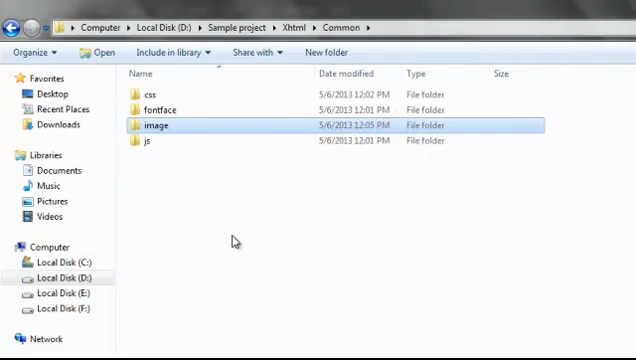 Computer ▸ Local Disk (D:) ▸ Sample project ▸ Xhtml ▸ Common ▸
Organize Open Include in library Share with New folder
Name Date modified Type Size
Favorites
Desktop
Recent Places
Downloads
Libraries
Documents
Music
Pictures
Videos
Computer
Local Disk (C:)
Local Disk (D:)
Local Disk (E:)
Local Disk (F:)
Network
css 5/6/2013 12:02 PM File folder
fontface 5/6/2013 12:01 PM File folder
image 5/6/2013 12:05 PM File folder
js 5/6/2013 12:01 PM File folder